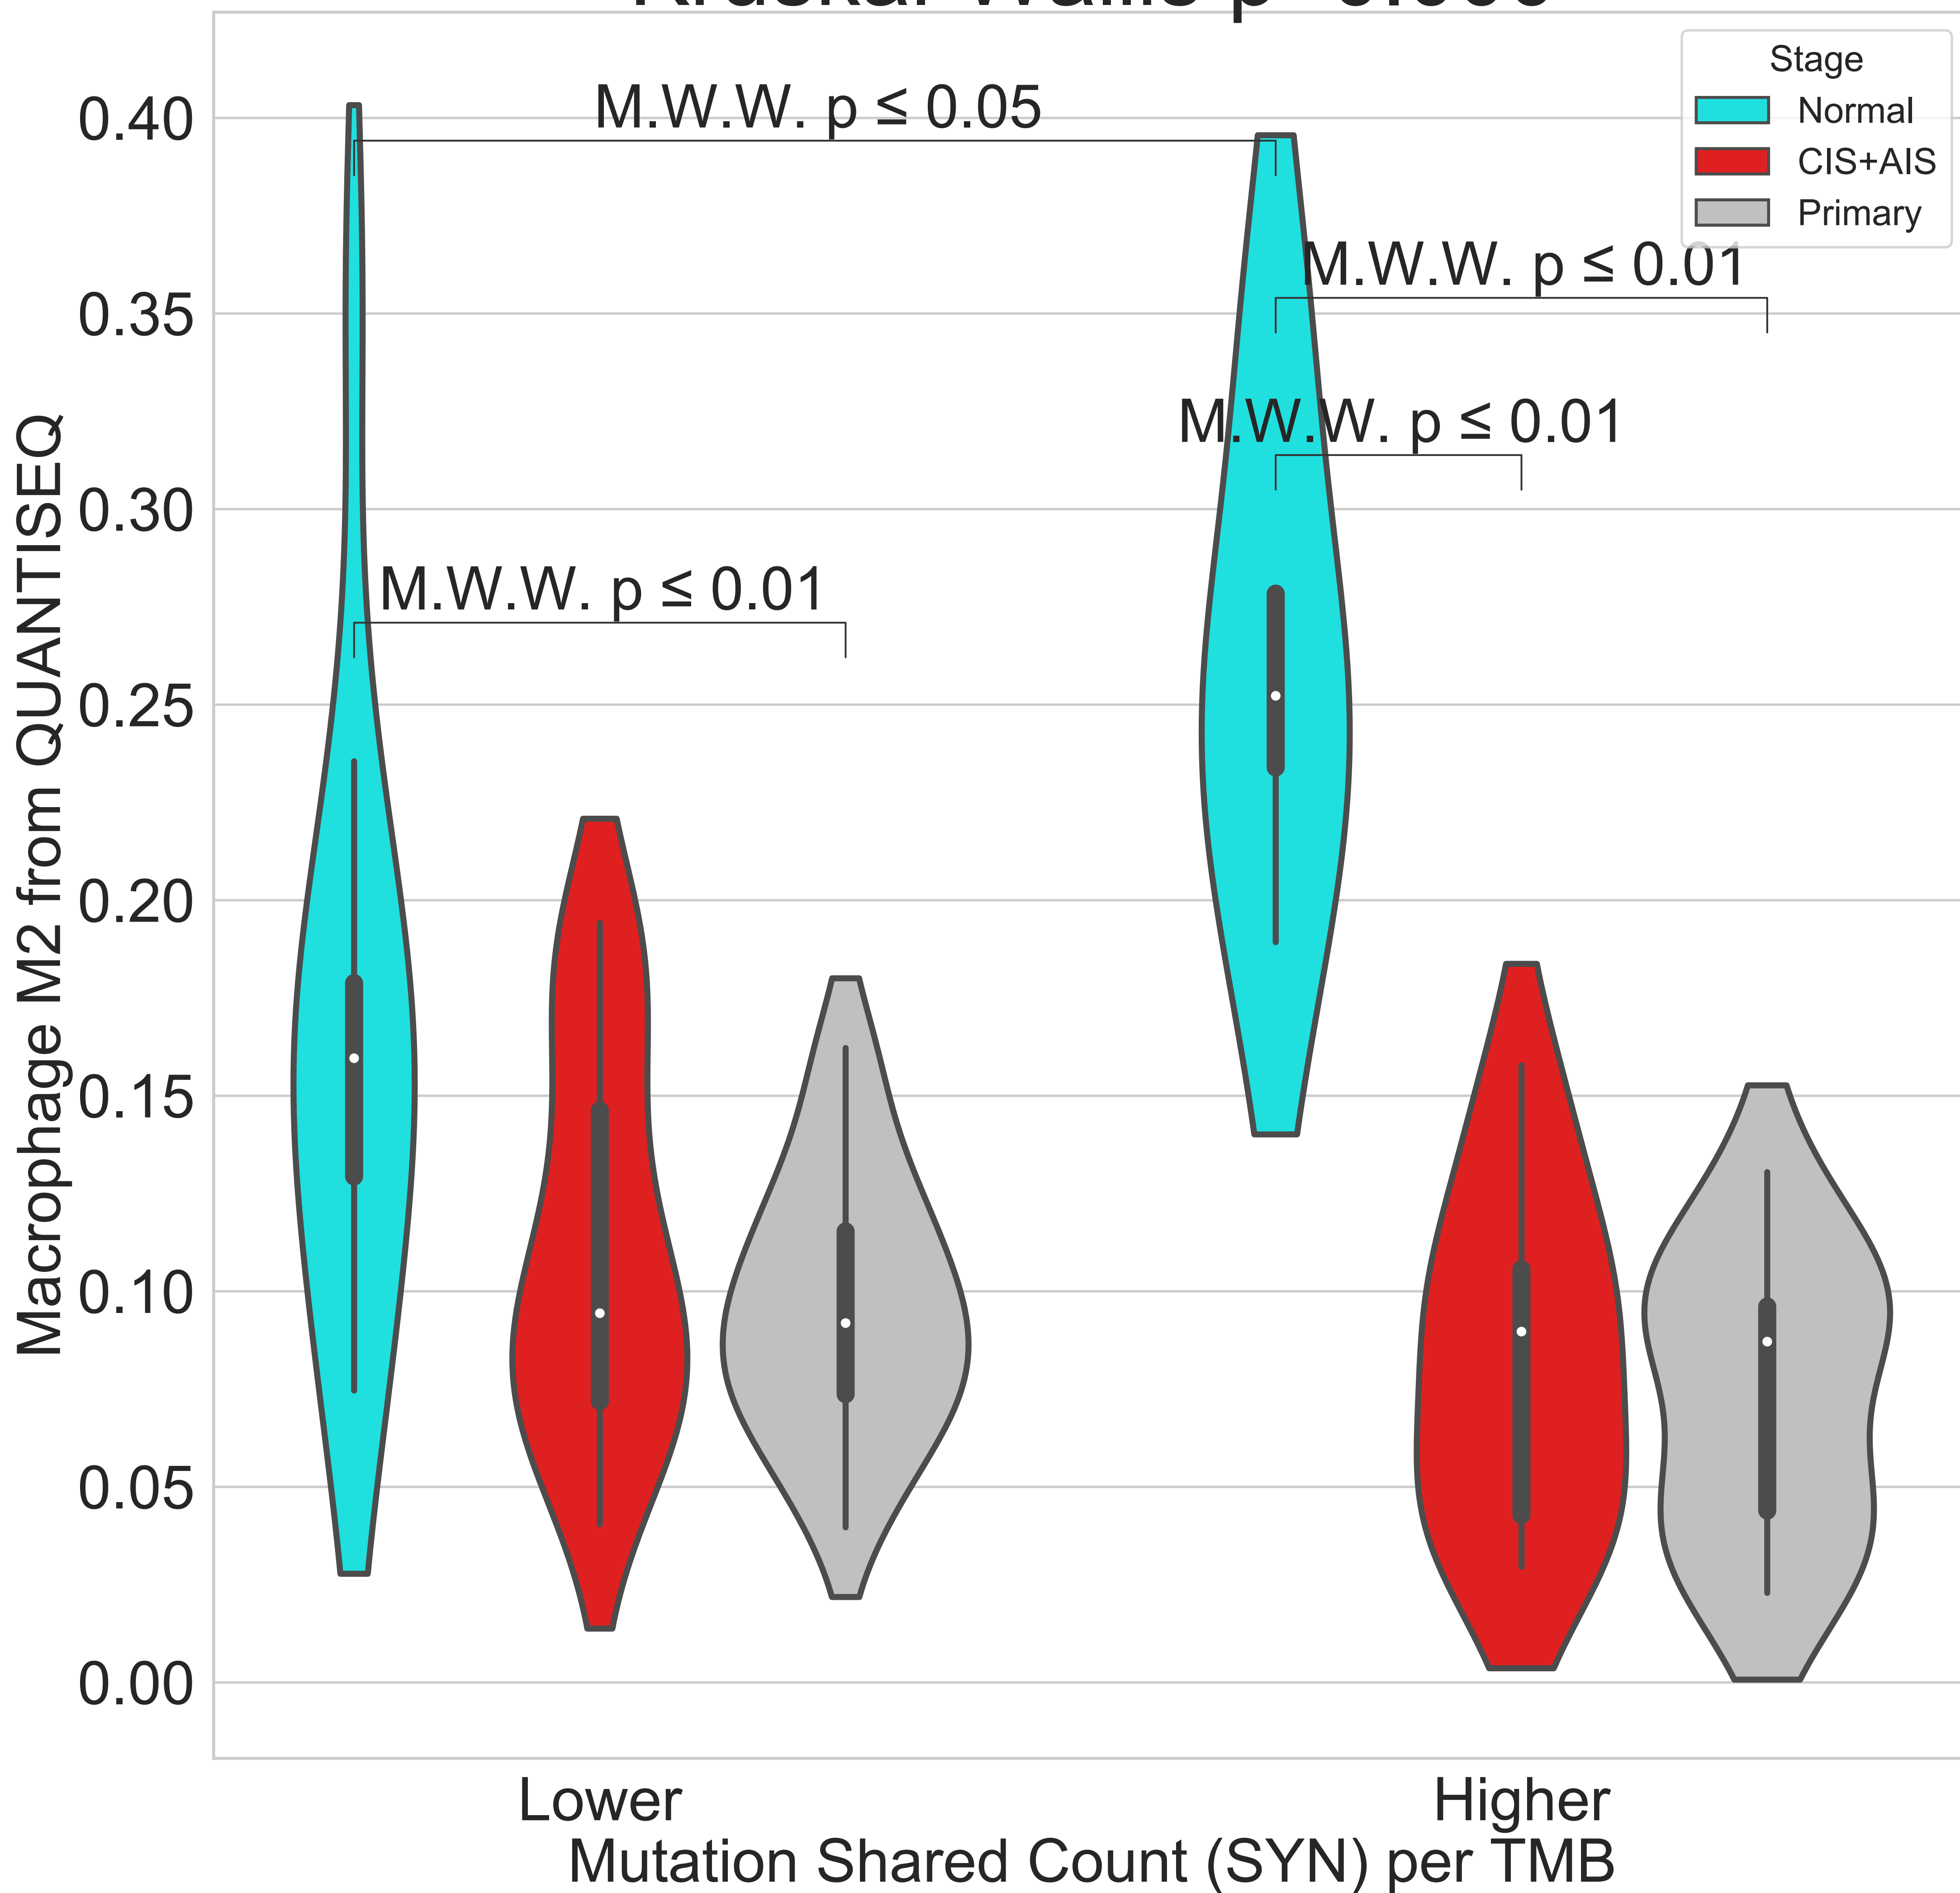 Stage
Normal
CIS+AIS
Primary
M.W.W. p ≤ 0.05
M.W.W. p ≤ 0.01
M.W.W. p ≤ 0.01
M.W.W. p ≤ 0.01
0.40
0.35
0.30
0.25
0.20
0.15
0.10
0.05
0.00
Macrophage M2 from QUANTISEQ
Lower
Higher
Mutation Shared Count (SYN) per TMB